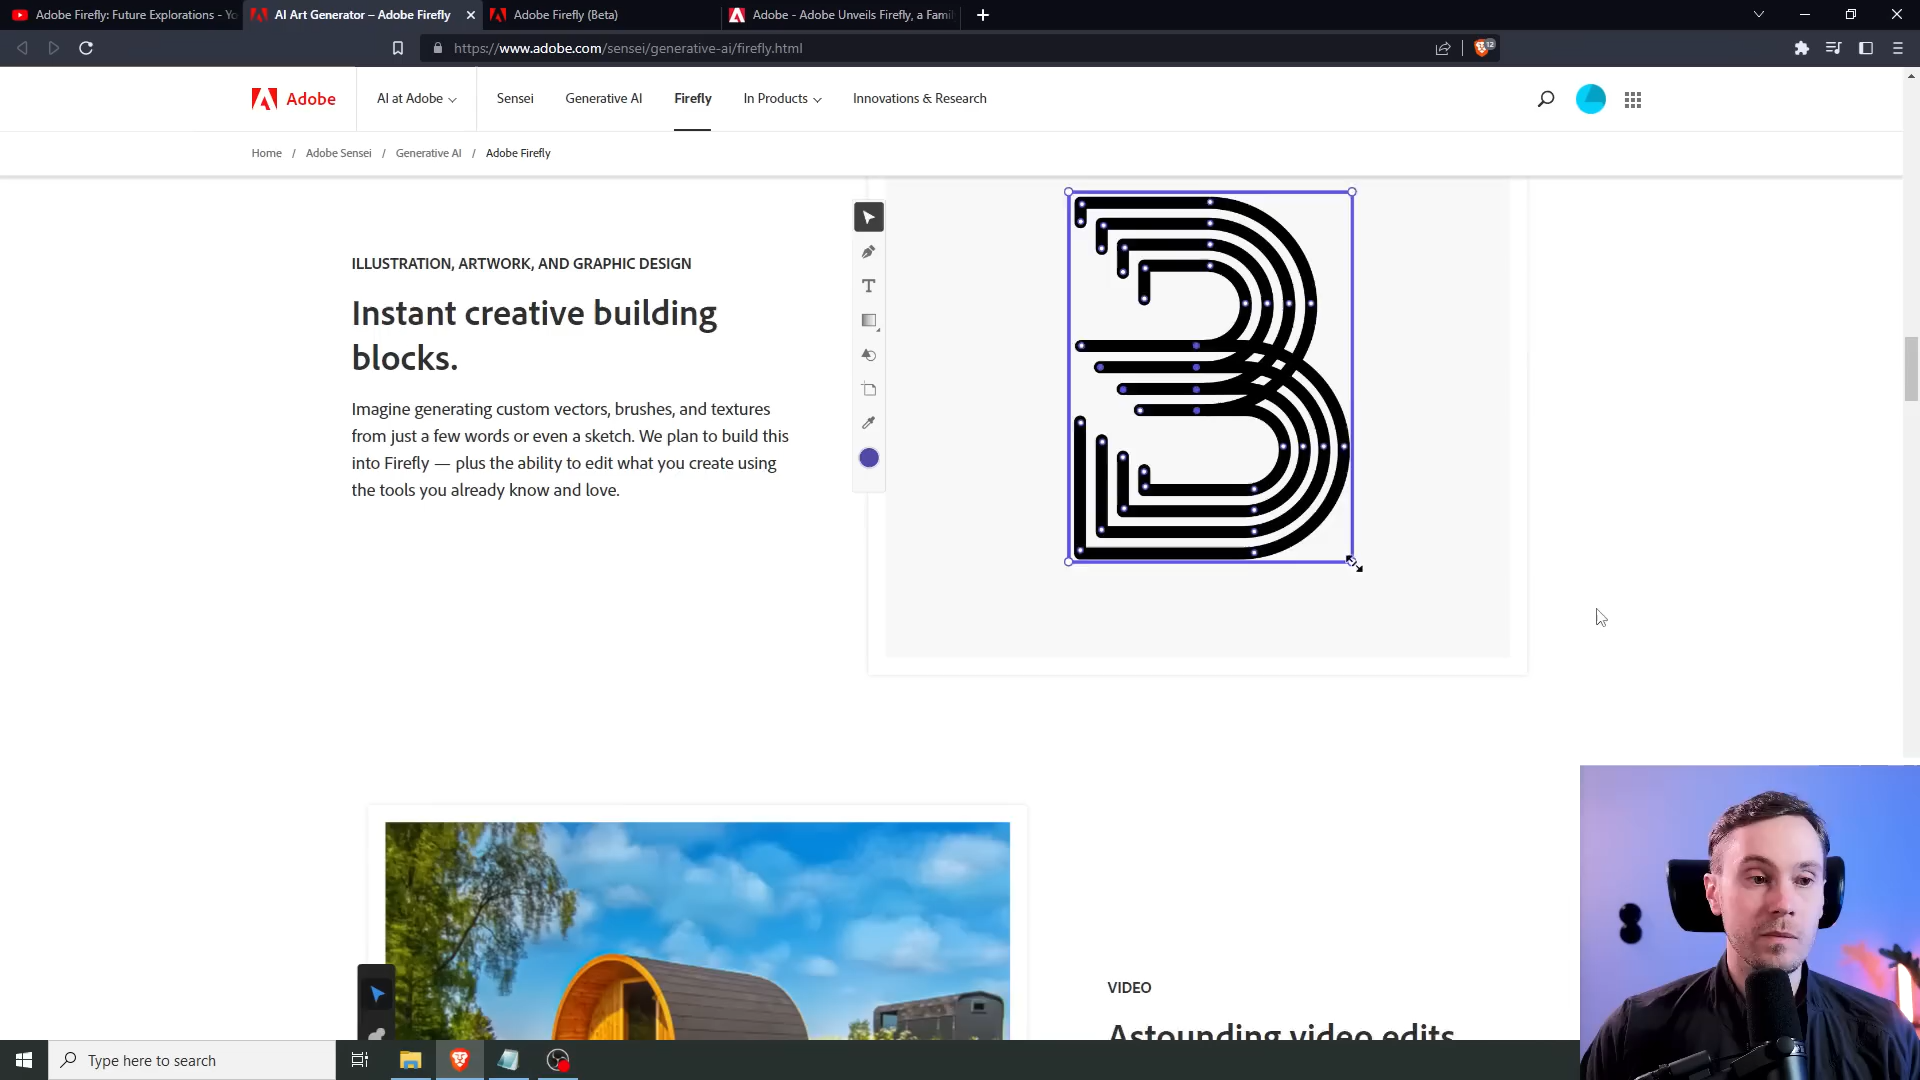 Adobe Firefly: Future Explorations - Yo
AI Art Generator – Adobe Firefly
Adobe Firefly (Beta)
Adobe - Adobe Unveils Firefly, a Fami
https://www.adobe.com/sensei/generative-ai/firefly.html
12
Adobe
AI at Adobe
Sensei
Generative AI
Firefly
In Products
Innovations & Research
Home / Adobe Sensei / Generative AI / Adobe Firefly
ILLUSTRATION, ARTWORK, AND GRAPHIC DESIGN
Instant creative building
blocks.
Imagine generating custom vectors, brushes, and textures
from just a few words or even a sketch. We plan to build this
into Firefly — plus the ability to edit what you create using
the tools you already know and love.
T
B
VIDEO
Astounding video edits
Type here to search